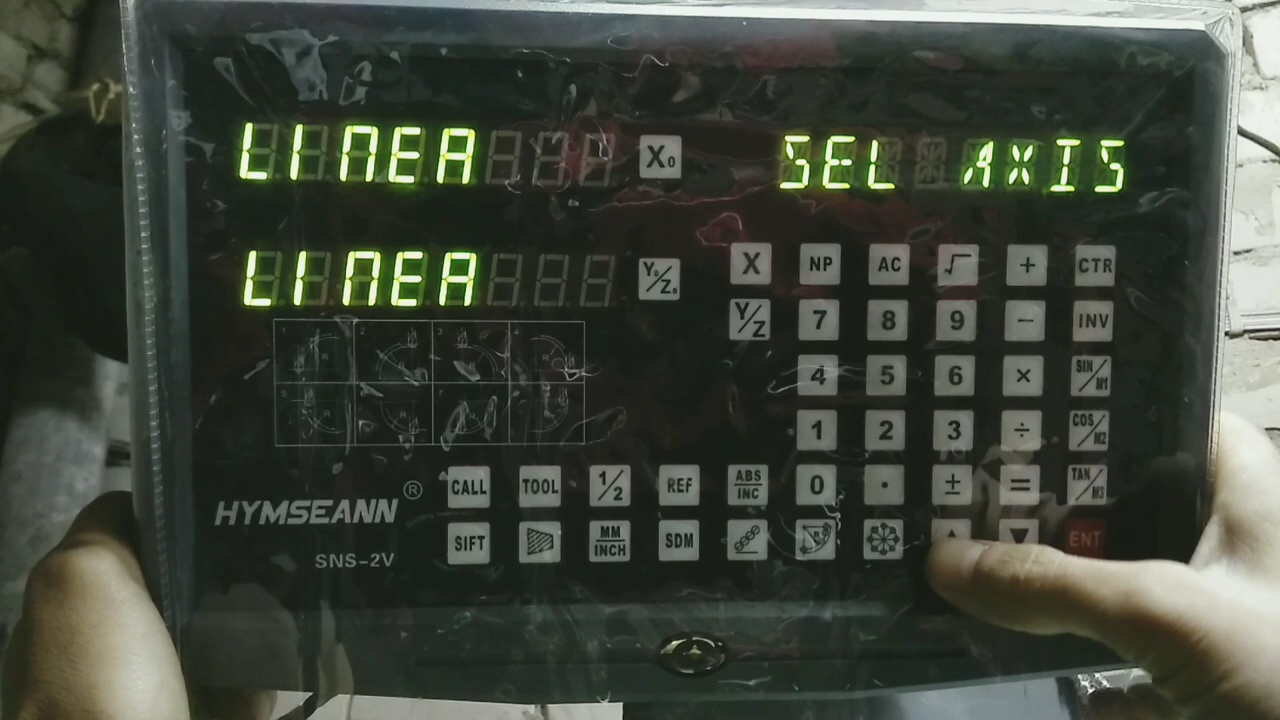 LINEA X₀ SEL AXIS
LINEA Y₀/Z₀
X NP AC √ + CTR
Y/Z 7 8 9 − INV
4 5 6 × SIN/M1
1 2 3 ÷ COS/M2
CALL TOOL 1/2 REF ABS/INC 0 . ± = TAN/M3
HYMSEANN®
SIFT MM/INCH SDM ▼ ENT
SNS-2V